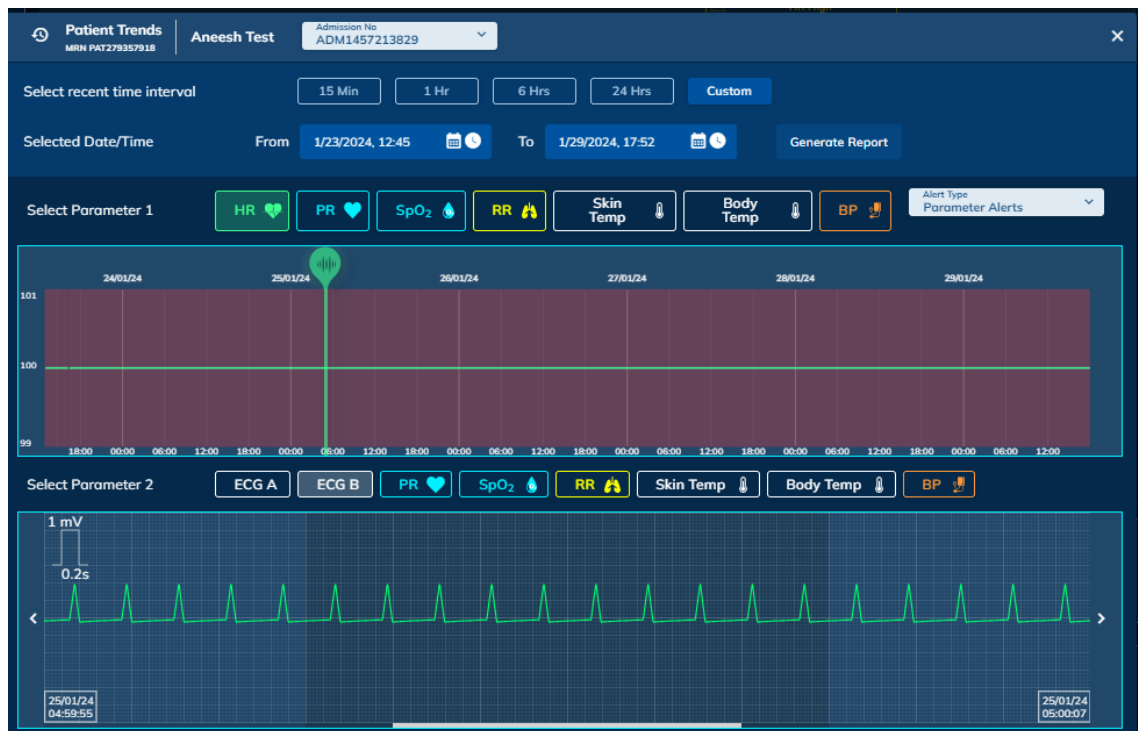 Patient Trends
MRN PAT279357918
Aneesh Test
Admission No
ADM1457213829
Select recent time interval
15 Min
1 Hr
6 Hrs
24 Hrs
Custom
Selected Date/Time
From
1/23/2024, 12:45
To
1/29/2024, 17:52
Generate Report
Select Parameter 1
HR
PR
SpO₂
RR
Skin
Temp
Body
Temp
BP
Alert Type
Parameter Alerts
24/01/24 25/01/24 26/01/24 27/01/24 28/01/24 29/01/24
101
100
99
18:00 00:00 06:00 12:00 18:00 00:00 06:00 12:00 18:00 00:00 06:00 12:00 18:00 00:00 06:00 12:00 18:00 00:00 06:00 12:00 18:00 00:00 06:00 12:00
Select Parameter 2
ECG A
ECG B
PR
SpO₂
RR
Skin Temp
Body Temp
BP
1 mV
0.2s
25/01/24
04:59:55
25/01/24
05:00:07